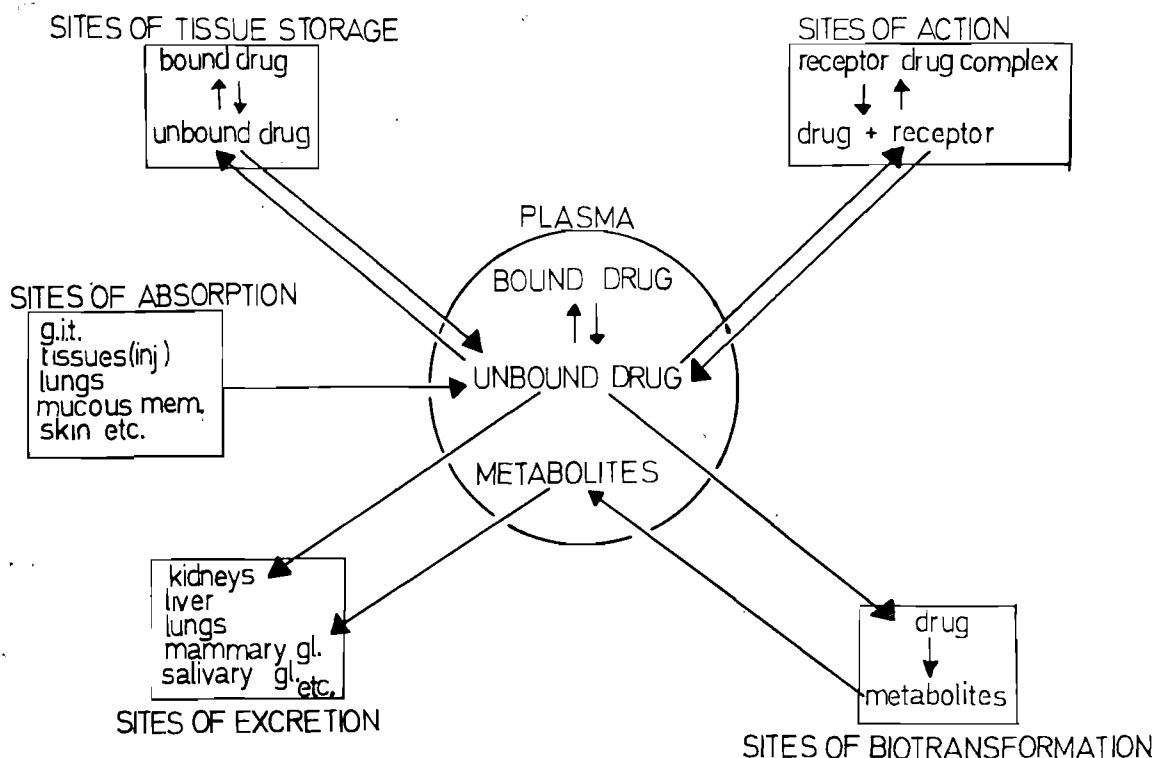 SITES OF TISSUE STORAGE
bound drug
unbound drug
SITES OF ACTION
receptor drug complex
drug + receptor
PLASMA
BOUND DRUG
UNBOUND DRUG
METABOLITES
SITES OF ABSORPTION
g.i.t.
tissues(inj)
lungs
mucous mem.
skin etc.
kidneys
liver
lungs
mammary gl.
salivary gl.
etc.
SITES OF EXCRETION
drug
metabolites
SITES OF BIOTRANSFORMATION